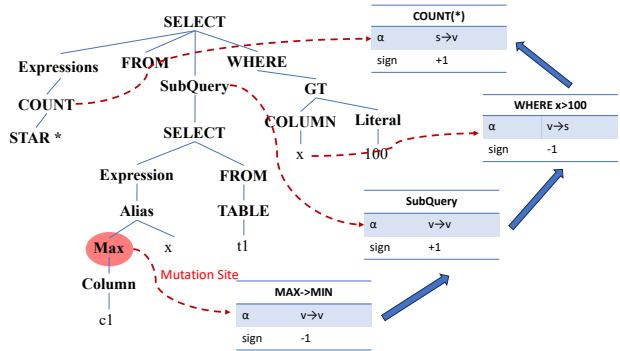 SELECT
COUNT(*)
α s→v
sign +1
Expressions FROM WHERE
SubQuery GT
COUNT
STAR *
COLUMN Literal
x 100
WHERE x>100
α v→s
sign -1
SELECT
Expression FROM
Alias TABLE
Max x t1
Column
c1
Mutation Site
SubQuery
α v→v
sign +1
MAX->MIN
α v→v
sign -1